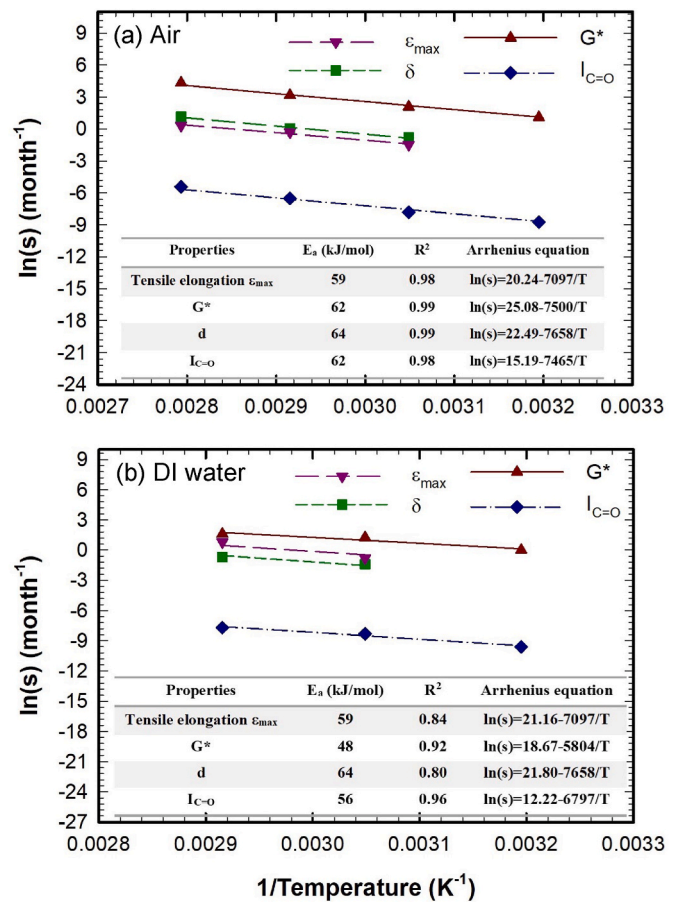 (a) Air
ε_max
G*
δ
I_C=O
ln(s) (month⁻¹)
9
6
3
0
-3
-6
-9
-12
-15
-18
-21
-24
Properties Eₐ (kJ/mol) R² Arrhenius equation
Tensile elongation ε_max 59 0.98 ln(s)=20.24-7097/T
G* 62 0.99 ln(s)=25.08-7500/T
d 64 0.99 ln(s)=22.49-7658/T
I_C=O 62 0.98 ln(s)=15.19-7465/T
0.0027 0.0028 0.0029 0.0030 0.0031 0.0032 0.0033
(b) DI water
ε_max
G*
δ
I_C=O
ln(s) (month⁻¹)
9
6
3
0
-3
-6
-9
-12
-15
-18
-21
-24
-27
Properties Eₐ (kJ/mol) R² Arrhenius equation
Tensile elongation ε_max 59 0.84 ln(s)=21.16-7097/T
G* 48 0.92 ln(s)=18.67-5804/T
d 64 0.80 ln(s)=21.80-7658/T
I_C=O 56 0.96 ln(s)=12.22-6797/T
0.0028 0.0029 0.0030 0.0031 0.0032 0.0033
1/Temperature (K⁻¹)